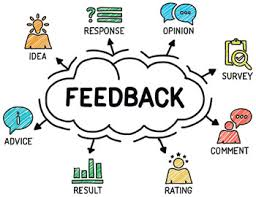 RESPONSE
OPINION
IDEA
SURVEY
FEEDBACK
ADVICE
COMMENT
RESULT
RATING